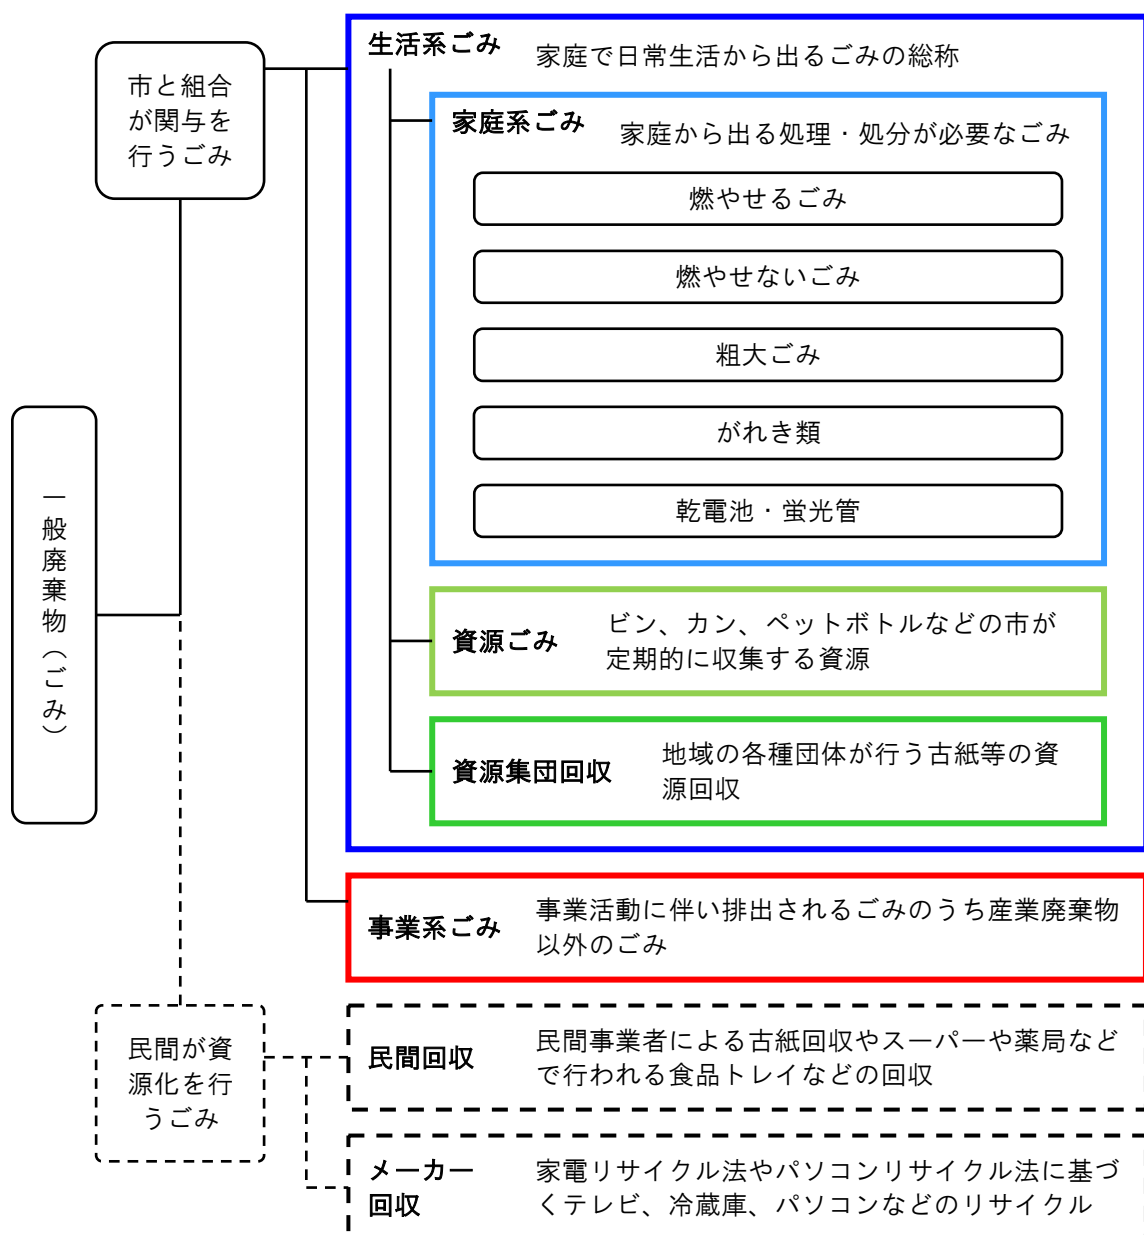 一般廃棄物（ごみ）
市と組合
が関与を
行うごみ
生活系ごみ
家庭で日常生活から出るごみの総称
家庭系ごみ
家庭から出る処理・処分が必要なごみ
燃やせるごみ
燃やせないごみ
粗大ごみ
がれき類
乾電池・蛍光管
資源ごみ
ビン、カン、ペットボトルなどの市が
定期的に収集する資源
資源集団回収
地域の各種団体が行う古紙等の資
源回収
事業系ごみ
事業活動に伴い排出されるごみのうち産業廃棄物
以外のごみ
民間が資
源化を行
うごみ
民間回収
民間事業者による古紙回収やスーパーや薬局など
で行われる食品トレイなどの回収
メーカー
回収
家電リサイクル法やパソコンリサイクル法に基づ
くテレビ、冷蔵庫、パソコンなどのリサイクル